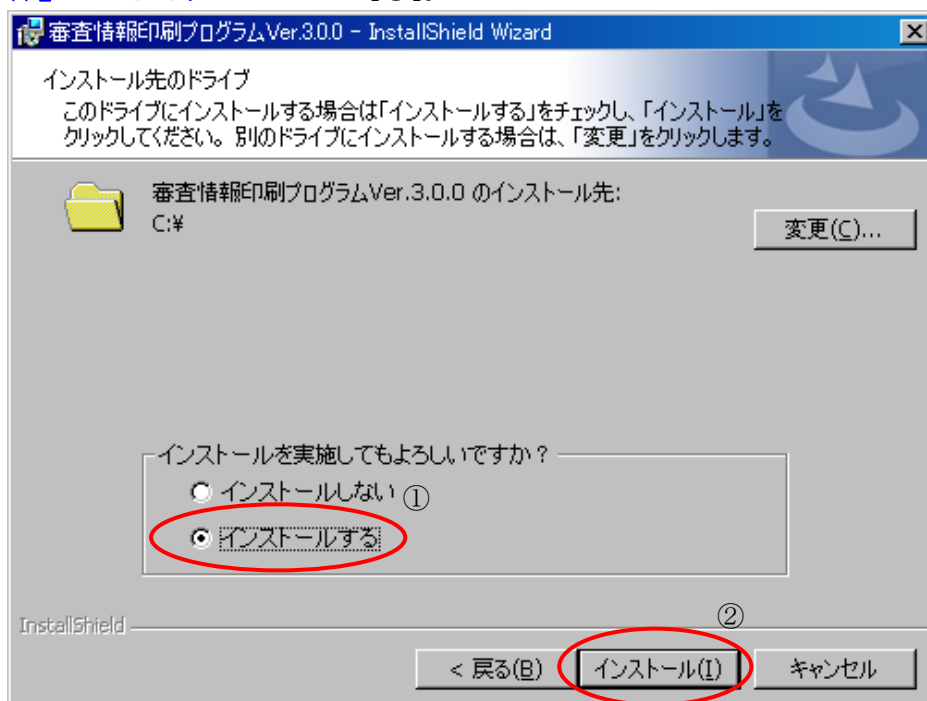 審査情報印刷プログラムVer.3.0.0 - InstallShield Wizard
インストール先のドライブ
このドライブにインストールする場合は「インストールする」をチェックし、「インストール」を
クリックしてください。別のドライブにインストールする場合は、「変更」をクリックします。
審査情報印刷プログラムVer.3.0.0 のインストール先:
C:¥
変更(C)...
インストールを実施してもよろしいですか？
インストールしない ①
インストールする
②
InstallShield
< 戻る(B) インストール(I) キャンセル